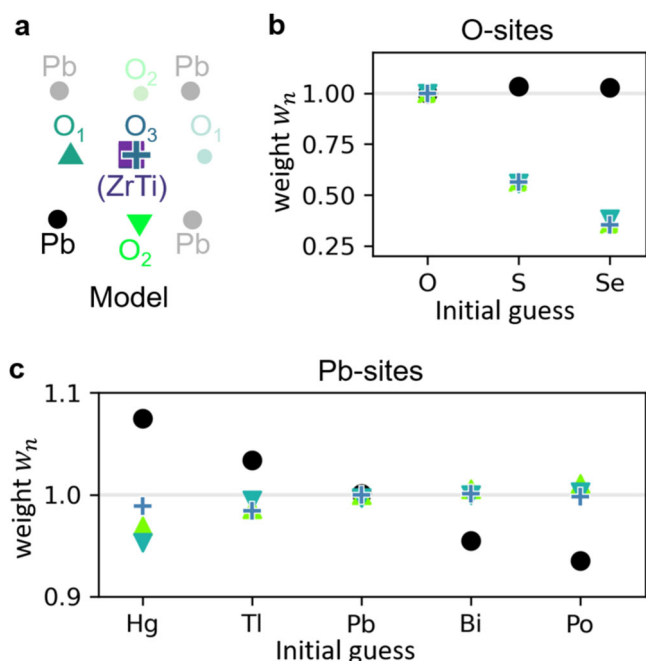 a
Pb O₂ Pb
O₁ O₃ O₁
(ZrTi)
Pb O₂ Pb
Model
b
O-sites
weight wₙ
1.00
0.75
0.50
0.25
O S Se
Initial guess
c
Pb-sites
weight wₙ
1.1
1.0
0.9
Hg Tl Pb Bi Po
Initial guess